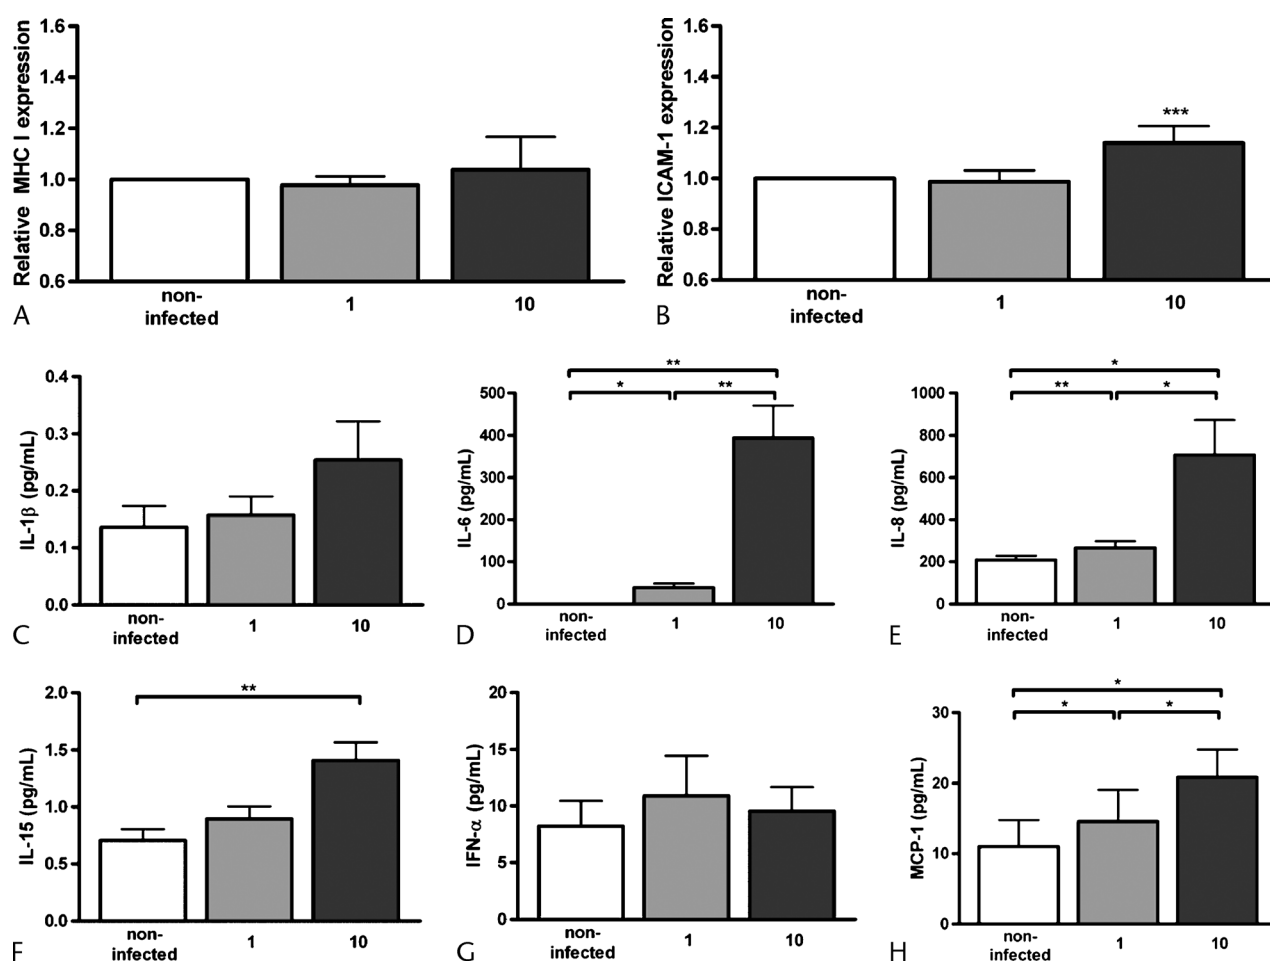 Relative MHC I expression
1.6
1.4
1.2
1.0
0.8
0.6
non-
infected
1
10
A
Relative ICAM-1 expression
1.6
1.4
1.2
1.0
0.8
0.6
***
non-
infected
1
10
B
IL-1β (pg/mL)
0.4
0.3
0.2
0.1
0.0
non-
infected
1
10
C
IL-6 (pg/mL)
500
400
300
200
100
0
**
*
**
non-
infected
1
10
D
IL-8 (pg/mL)
1000
800
600
400
200
0
*
**
*
non-
infected
1
10
E
IL-15 (pg/mL)
2.0
1.5
1.0
0.5
0.0
**
non-
infected
1
10
F
IFN-α (pg/mL)
20
15
10
5
0
non-
infected
1
10
G
MCP-1 (pg/mL)
30
20
10
0
*
*
*
non-
infected
1
10
H